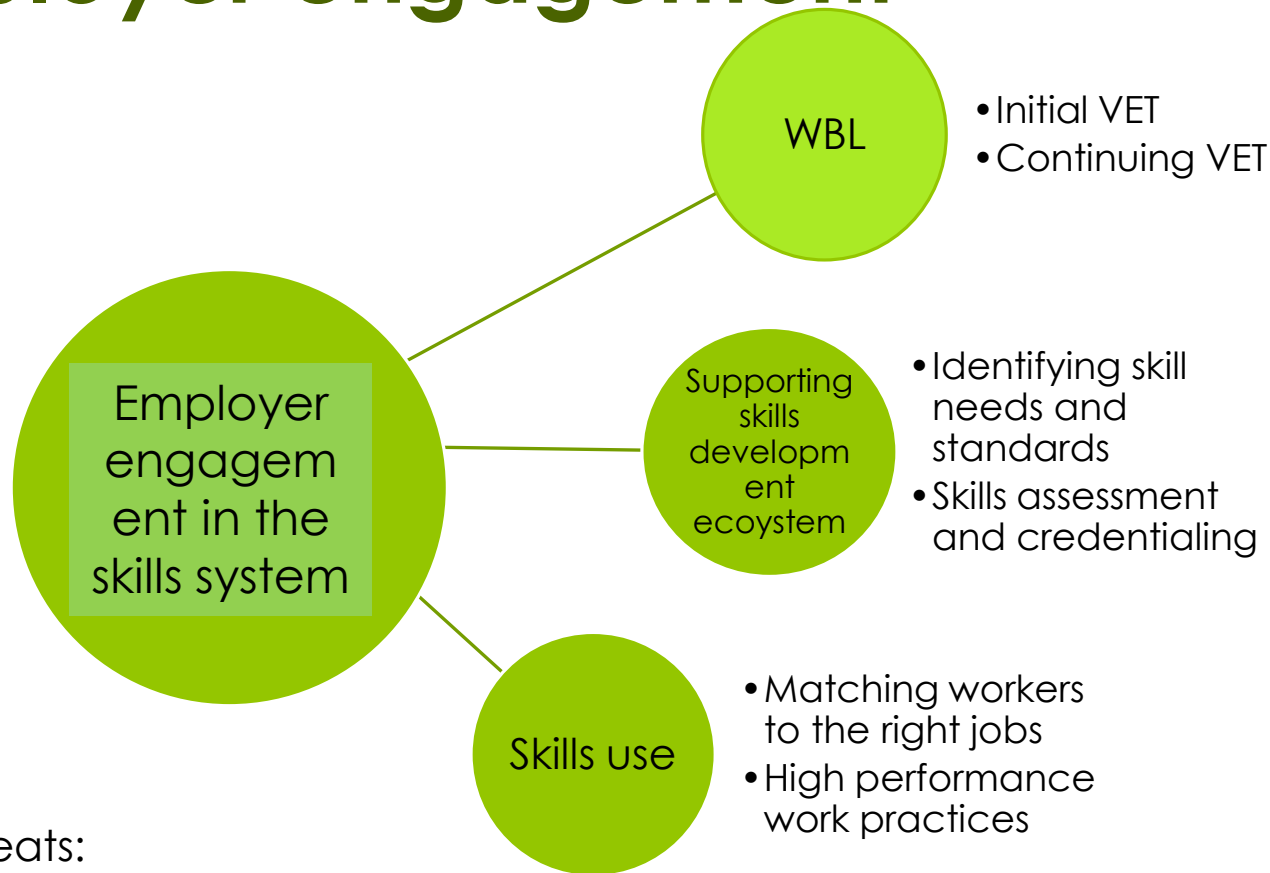 engagement
WBL
•Initial VET
•Continuing VET
Employer
engagem
ent in the
skills system
Supporting
skills
developm
ent
ecoystem
•Identifying skill
needs and
standards
•Skills assessment
and credentialing
Skills use
•Matching workers
to the right jobs
•High performance
work practices
eats: